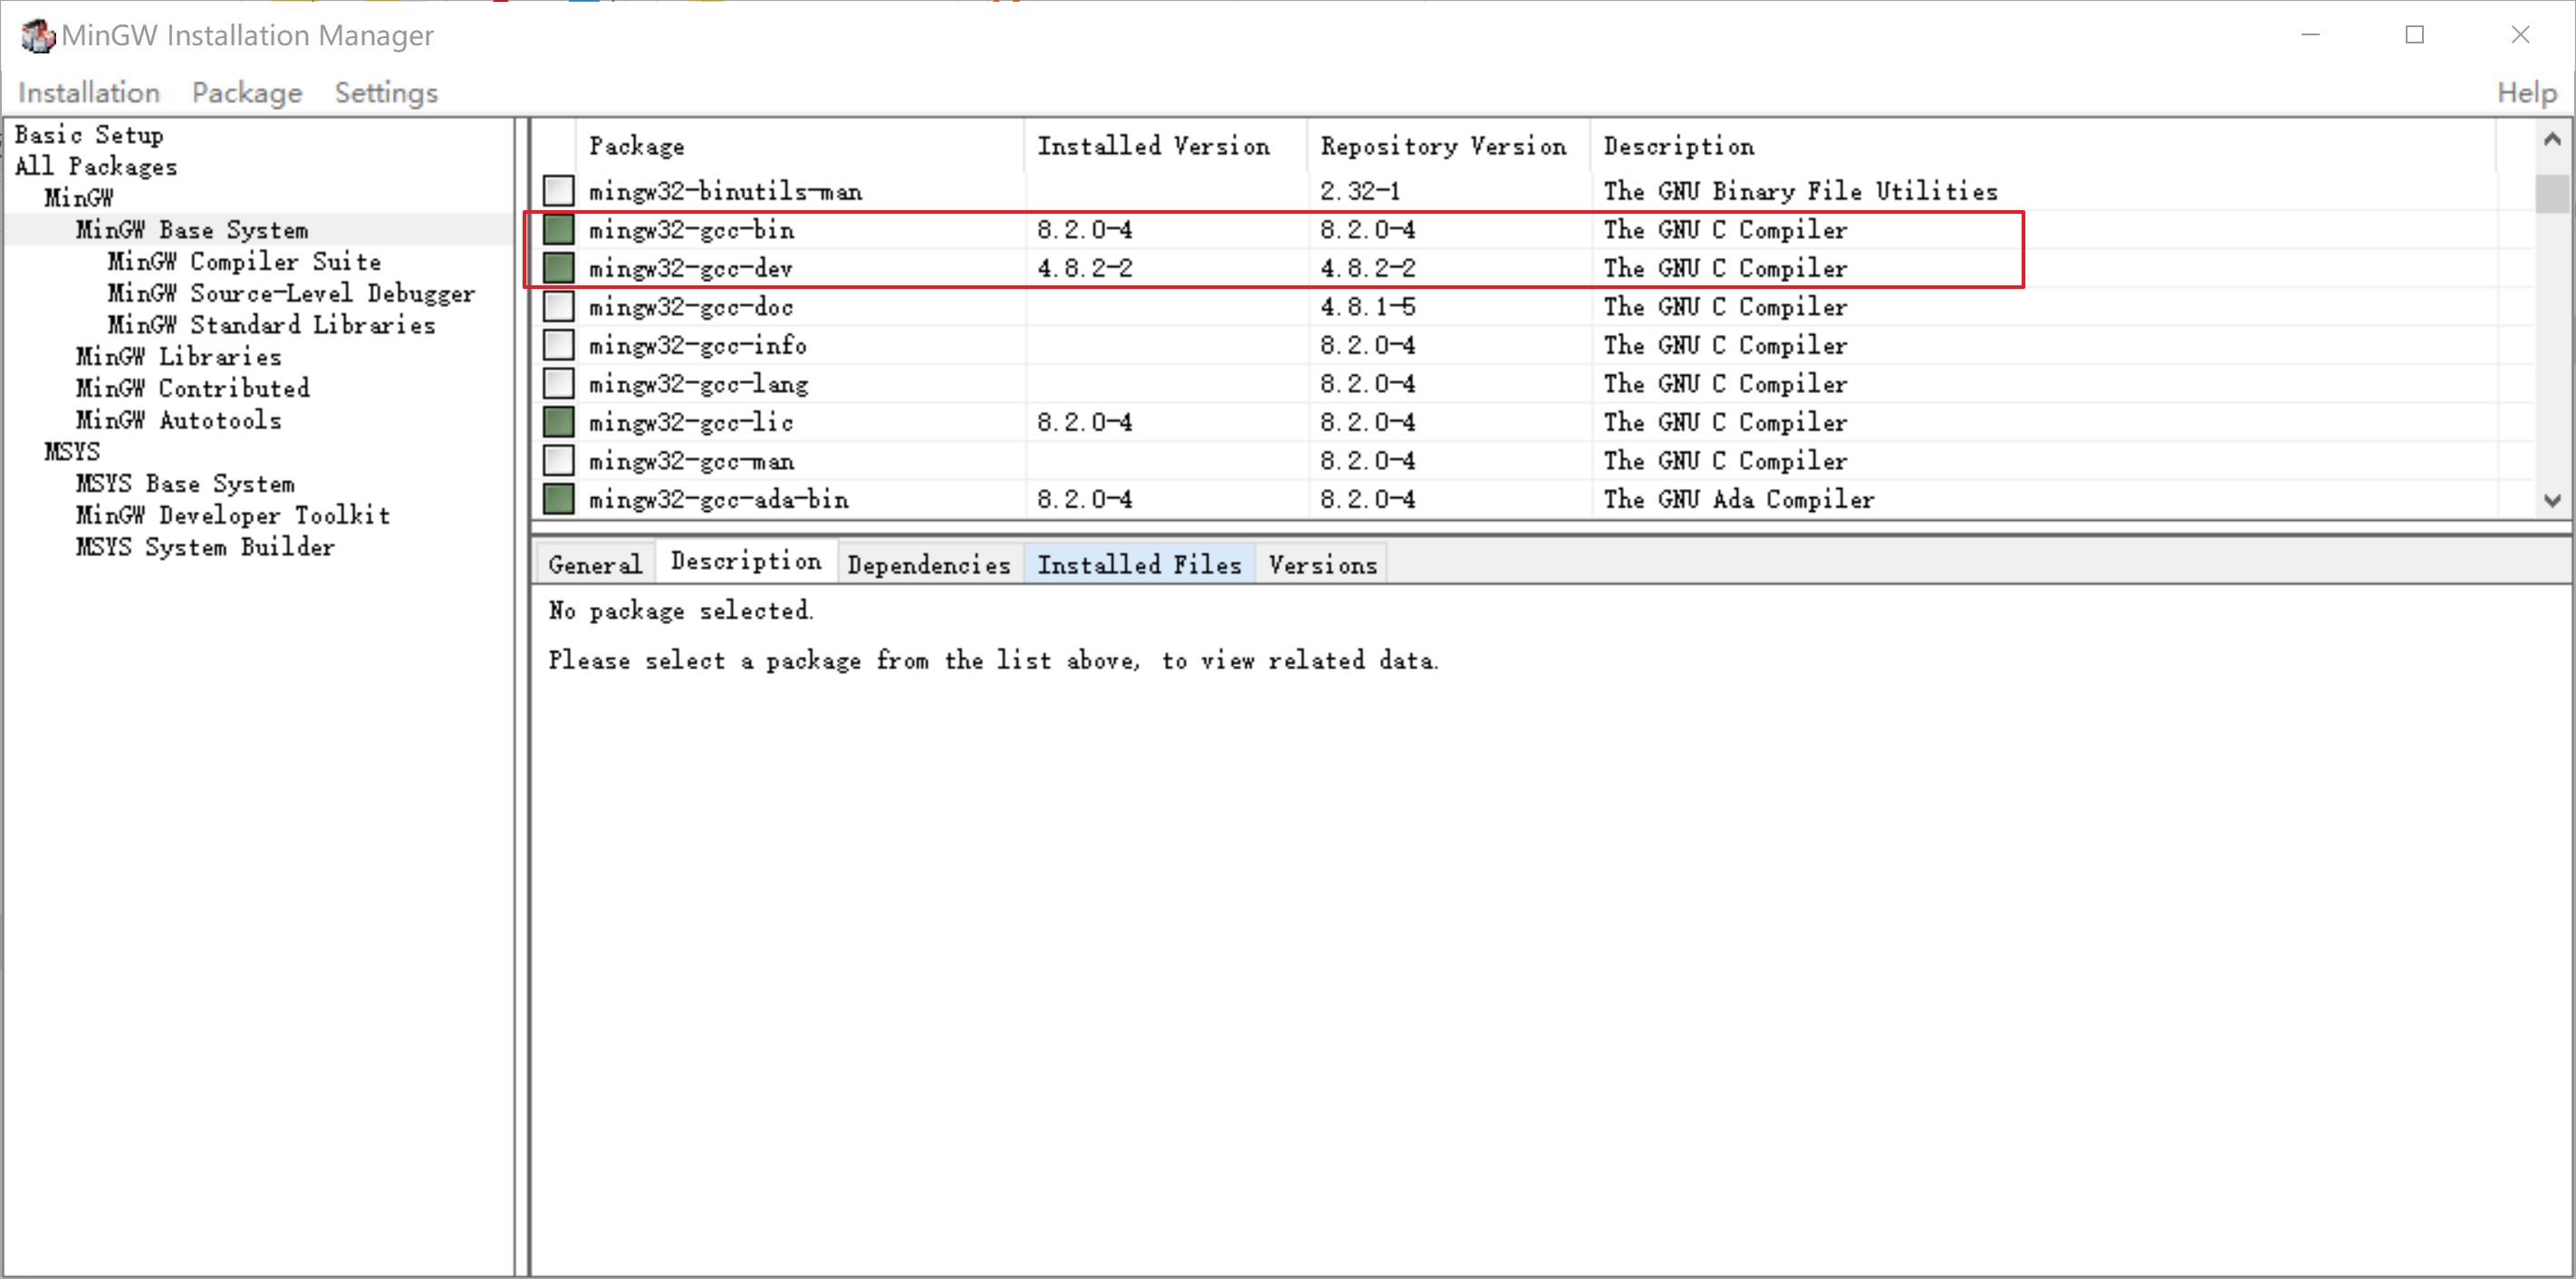 MinGW Installation Manager
Installation Package Settings Help
Basic Setup
All Packages
MinGW
MinGW Base System
MinGW Compiler Suite
MinGW Source-Level Debugger
MinGW Standard Libraries
MinGW Libraries
MinGW Contributed
MinGW Autotools
MSYS
MSYS Base System
MinGW Developer Toolkit
MSYS System Builder
Package Installed Version Repository Version Description
mingw32-binutils-man 2.32-1 The GNU Binary File Utilities
mingw32-gcc-bin 8.2.0-4 8.2.0-4 The GNU C Compiler
mingw32-gcc-dev 4.8.2-2 4.8.2-2 The GNU C Compiler
mingw32-gcc-doc 4.8.1-5 The GNU C Compiler
mingw32-gcc-info 8.2.0-4 The GNU C Compiler
mingw32-gcc-lang 8.2.0-4 The GNU C Compiler
mingw32-gcc-lic 8.2.0-4 8.2.0-4 The GNU C Compiler
mingw32-gcc-man 8.2.0-4 The GNU C Compiler
mingw32-gcc-ada-bin 8.2.0-4 8.2.0-4 The GNU Ada Compiler
General Description Dependencies Installed Files Versions
No package selected.
Please select a package from the list above, to view related data.